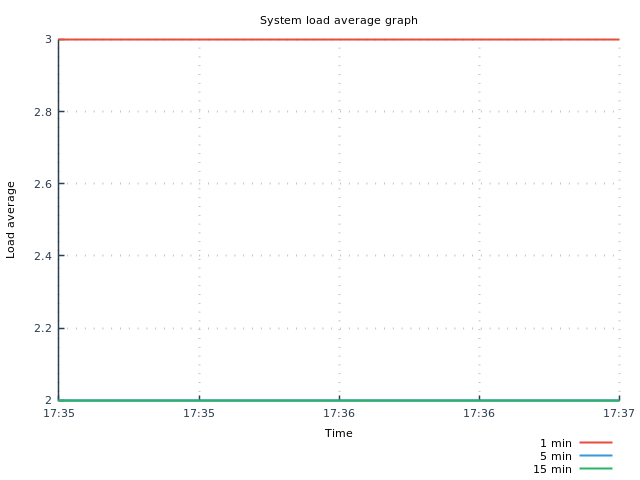 System load average graph
3
2.8
2.6
2.4
2.2
2
Load average
17:35 17:35 17:36 17:36 17:37
Time
1 min
5 min
15 min